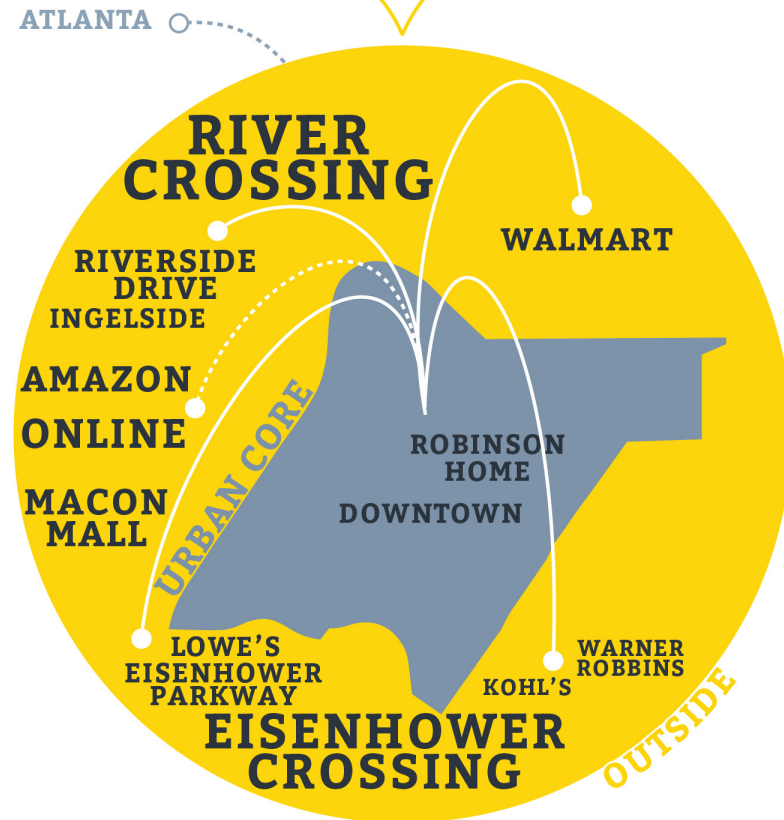 ATLANTA
RIVER
CROSSING
WALMART
RIVERSIDE
DRIVE
INGELSIDE
AMAZON
ONLINE
MACON
MALL
URBAN CORE
ROBINSON
HOME
DOWNTOWN
LOWE'S
EISENHOWER
PARKWAY
WARNER
ROBBINS
KOHL'S
EISENHOWER
CROSSING
OUTSIDE